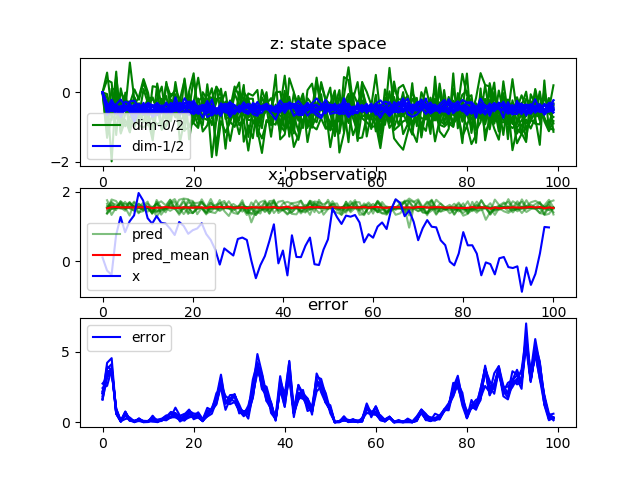 z: state space
0
−2
dim-0/2
dim-1/2
0 20 40 60 80 100
x: observation
2
0
pred
pred_mean
x
0 20 40 60 80 100
error
5
0
error
0 20 40 60 80 100